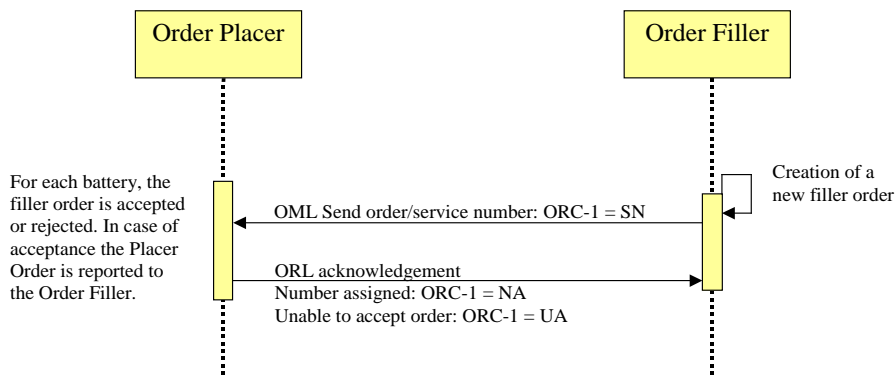 Order Placer
Order Filler
Creation of a
new filler order
For each battery, the
filler order is accepted
or rejected. In case of
acceptance the Placer
Order is reported to
the Order Filler.
OML Send order/service number: ORC-1 = SN
ORL acknowledgement
Number assigned: ORC-1 = NA
Unable to accept order: ORC-1 = UA